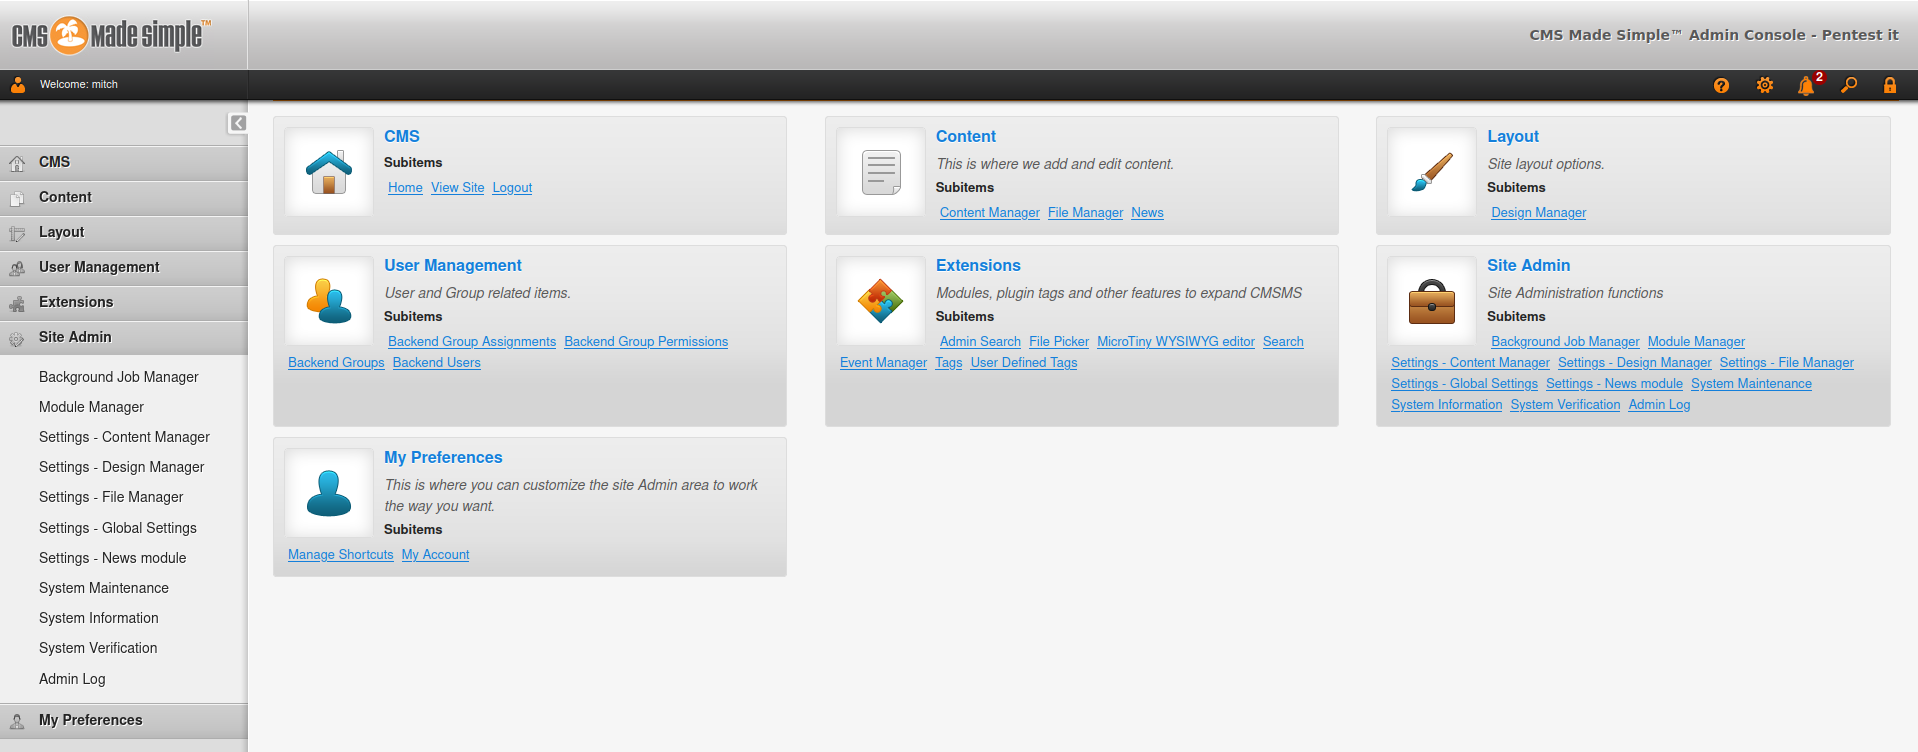 CMS made simple™
CMS Made Simple™ Admin Console - Pentest it
Welcome: mitch
2
CMS
Content
Layout
User Management
Extensions
Site Admin
Background Job Manager
Module Manager
Settings - Content Manager
Settings - Design Manager
Settings - File Manager
Settings - Global Settings
Settings - News module
System Maintenance
System Information
System Verification
Admin Log
My Preferences
CMS
Subitems
Home View Site Logout
Content
This is where we add and edit content.
Subitems
Content Manager File Manager News
Layout
Site layout options.
Subitems
Design Manager
User Management
User and Group related items.
Subitems
Backend Group Assignments Backend Group Permissions
Backend Groups Backend Users
Extensions
Modules, plugin tags and other features to expand CMSMS
Subitems
Admin Search File Picker MicroTiny WYSIWYG editor Search
Event Manager Tags User Defined Tags
Site Admin
Site Administration functions
Subitems
Background Job Manager Module Manager
Settings - Content Manager Settings - Design Manager Settings - File Manager
Settings - Global Settings Settings - News module System Maintenance
System Information System Verification Admin Log
My Preferences
This is where you can customize the site Admin area to work
the way you want.
Subitems
Manage Shortcuts My Account